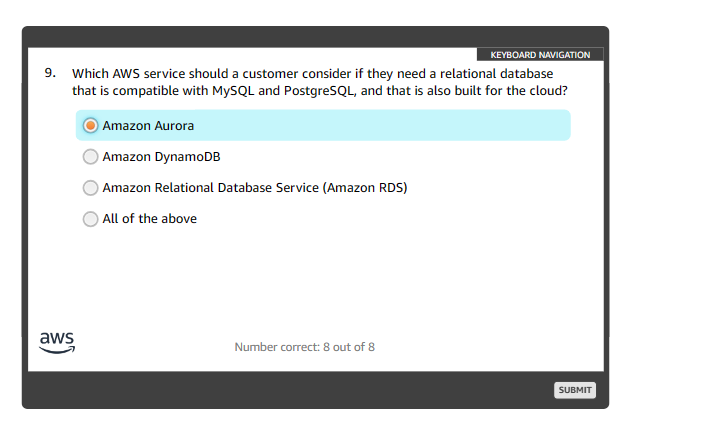 KEYBOARD NAVIGATION
9. Which AWS service should a customer consider if they need a relational database
that is compatible with MySQL and PostgreSQL, and that is also built for the cloud?
Amazon Aurora
Amazon DynamoDB
Amazon Relational Database Service (Amazon RDS)
All of the above
aws
Number correct: 8 out of 8
SUBMIT